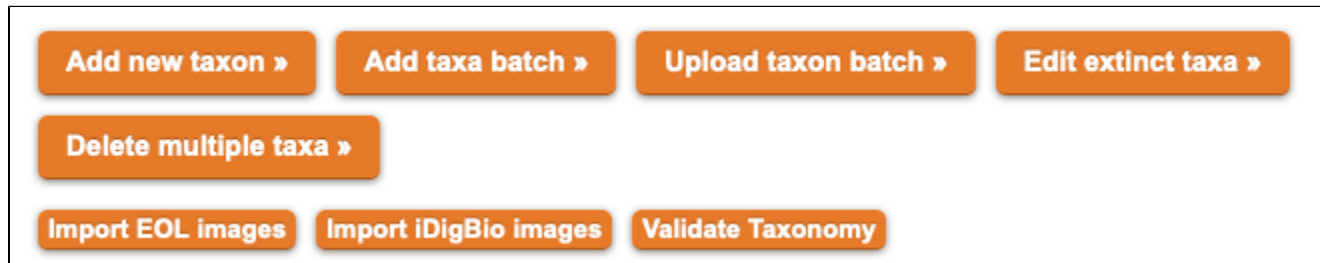 Add new taxon » Add taxa batch » Upload taxon batch » Edit extinct taxa »
Delete multiple taxa »
Import EOL images Import iDigBio images Validate Taxonomy